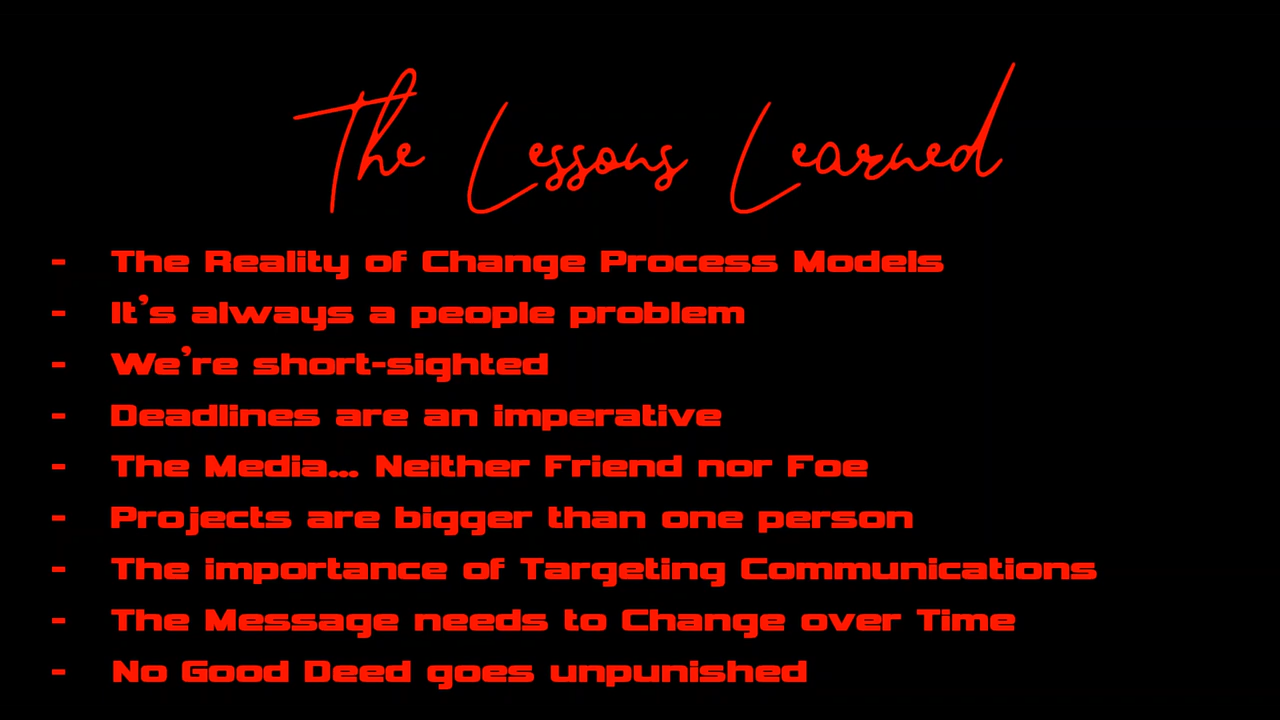 The Lessons Learned
- The Reality of Change Process Models
- It’s always a people problem
- We’re short-sighted
- Deadlines are an imperative
- The Media... Neither Friend nor Foe
- Projects are bigger than one person
- The importance of Targeting Communications
- The Message needs to Change over Time
- No Good Deed goes unpunished